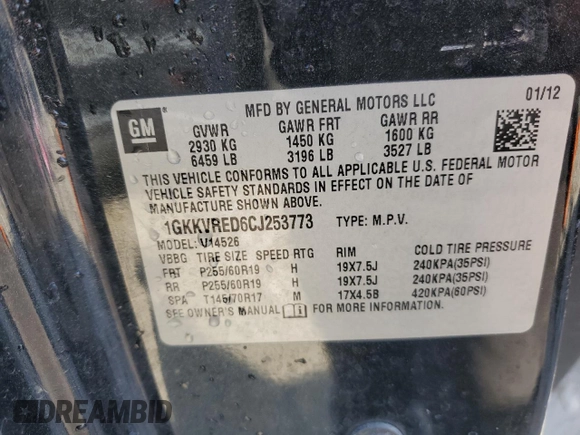 MFD BY GENERAL MOTORS LLC 01/12
GM
GVWR GAWR FRT GAWR RR
2930 KG 1450 KG 1600 KG
6459 LB 3196 LB 3527 LB
THIS VEHICLE CONFORMS TO ALL APPLICABLE U.S. FEDERAL MOTOR
VEHICLE SAFETY STANDARDS IN EFFECT ON THE DATE OF
MANUFACTURE SHOWN ABOVE.
1GKKVRED6CJ253773 TYPE: M.P.V.
MODEL: V14526
VBBG TIRE SIZE SPEED RTG RIM COLD TIRE PRESSURE
FRT P255/60R19 H 19X7.5J 240KPA(35PSI)
RR P255/60R19 H 19X7.5J 240KPA(35PSI)
SPA T145/70R17 M 17X4.5B 420KPA(60PSI)
SEE OWNER'S MANUAL FOR MORE INFORMATION.
DREAMBID